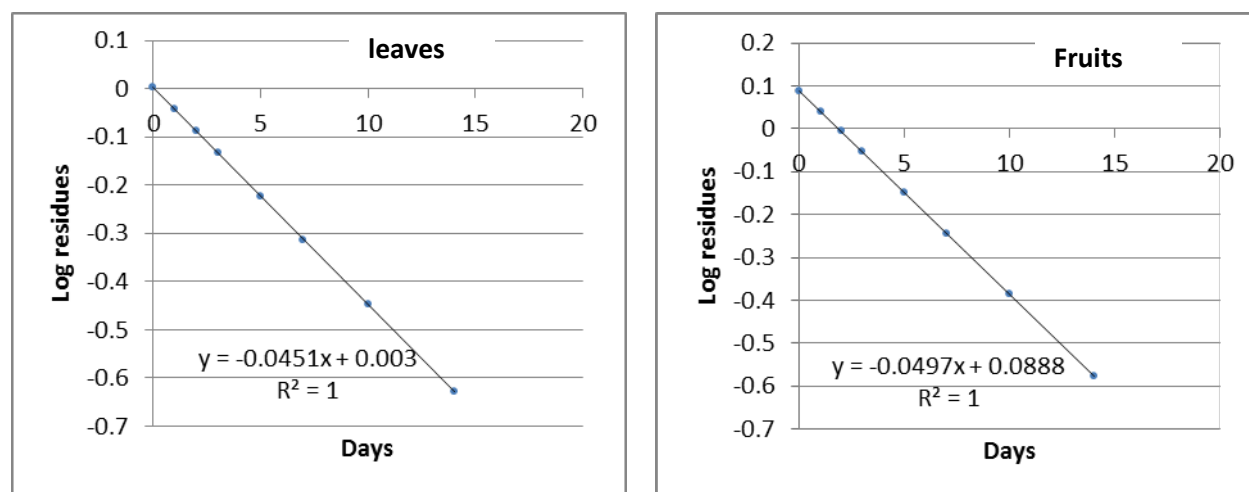 leaves
0.1
0
-0.1
-0.2
-0.3
-0.4
-0.5
-0.6
-0.7
0 5 10 15 20
Log residues
y = -0.0451x + 0.003
R² = 1
Days
Fruits
0.2
0.1
0
-0.1
-0.2
-0.3
-0.4
-0.5
-0.6
-0.7
0 5 10 15 20
Log residues
y = -0.0497x + 0.0888
R² = 1
Days